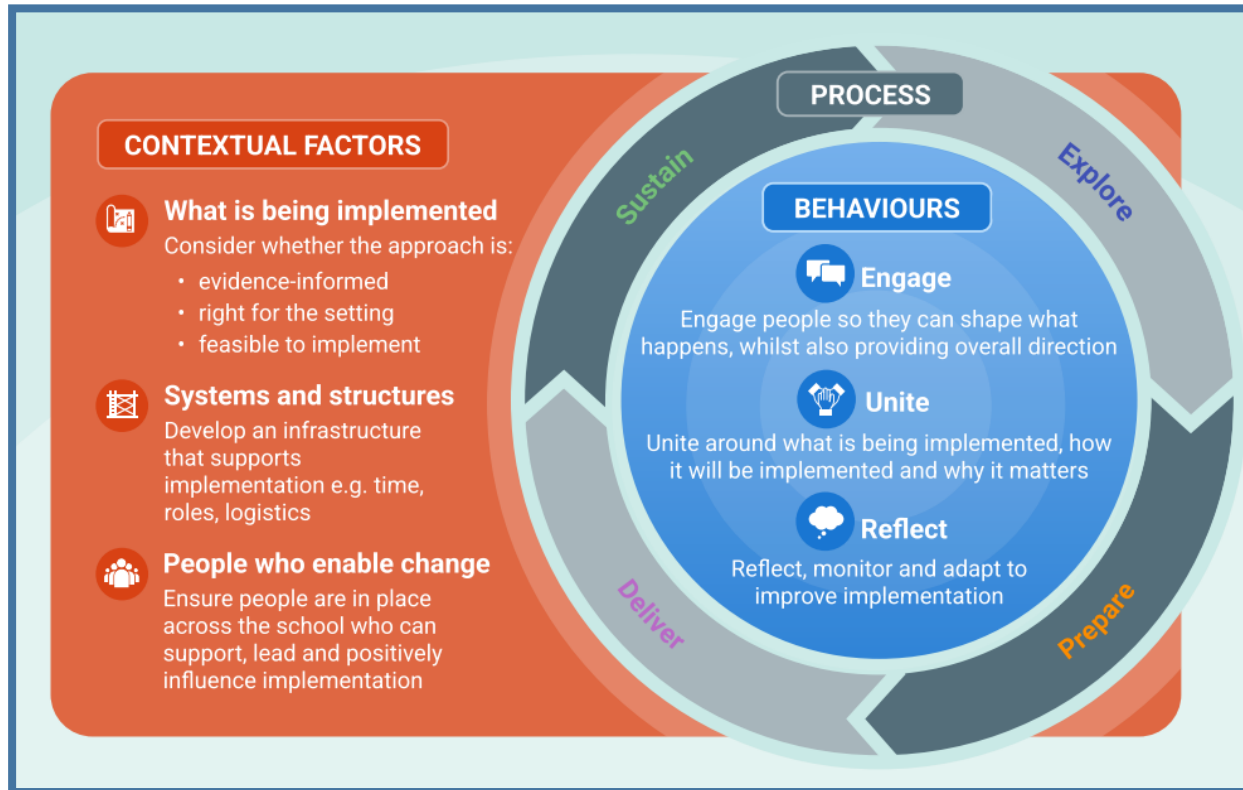 CONTEXTUAL FACTORS
What is being implemented
Consider whether the approach is:
• evidence-informed
• right for the setting
• feasible to implement
Systems and structures
Develop an infrastructure
that supports
implementation e.g. time,
roles, logistics
People who enable change
Ensure people are in place
across the school who can
support, lead and positively
influence implementation
PROCESS
Explore
Prepare
Deliver
Sustain
BEHAVIOURS
Engage
Engage people so they can shape what
happens, whilst also providing overall direction
Unite
Unite around what is being implemented, how
it will be implemented and why it matters
Reflect
Reflect, monitor and adapt to
improve implementation